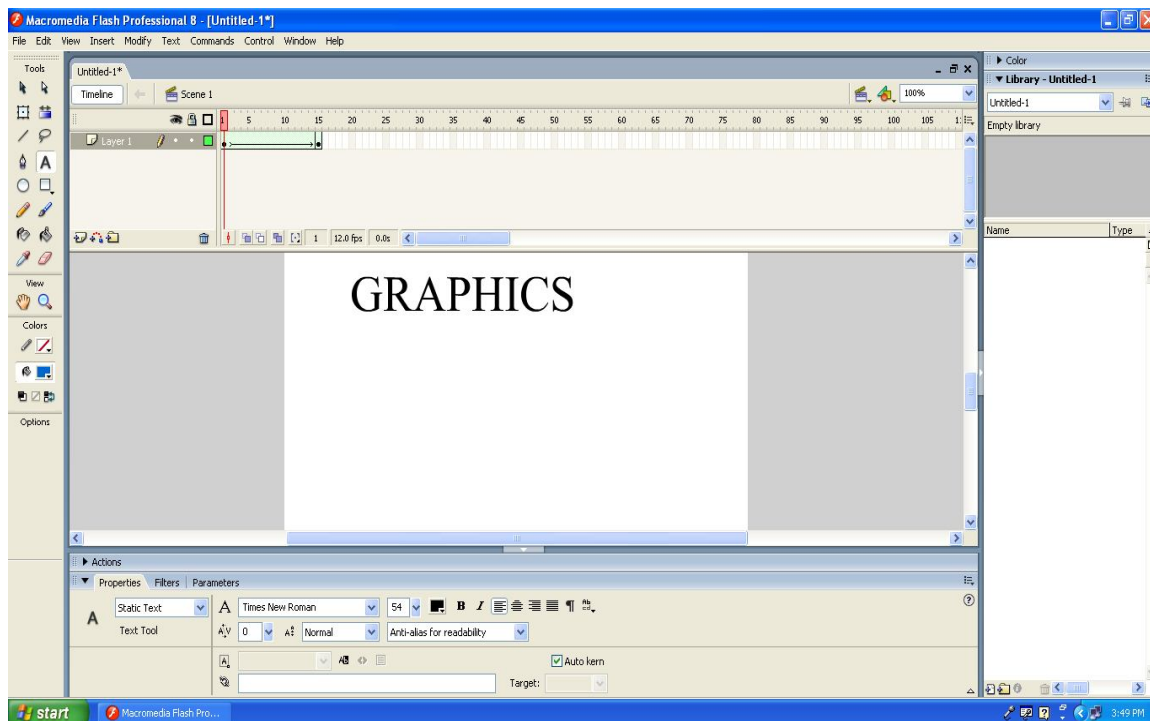 Macromedia Flash Professional 8 - [Untitled-1*]
File Edit View Insert Modify Text Commands Control Window Help
Tools
View
Colors
Options
Untitled-1*
Timeline
Scene 1
100%
1 5 10 15 20 25 30 35 40 45 50 55 60 65 70 75 80 85 90 95 100 105
Layer 1
1 12.0 fps 0.0s
GRAPHICS
Actions
Properties Filters Parameters
A Static Text A Times New Roman 54 B I
Text Tool A/V 0 Normal Anti-alias for readability
Auto kern
Target:
Color
Library - Untitled-1
Untitled-1
Empty library
Name Type
start Macromedia Flash Pro... 3:49 PM